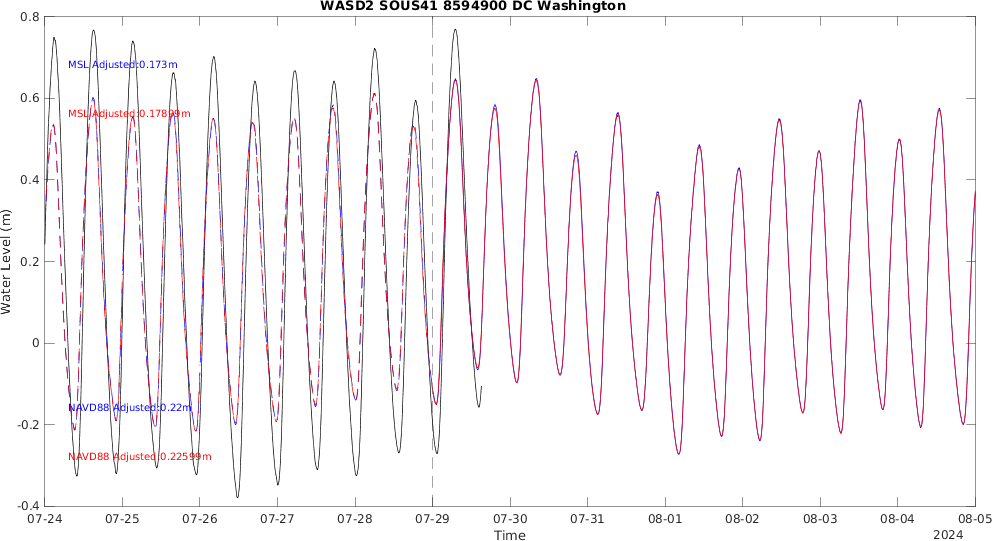 WASD2 SOUS41 8594900 DC Washington
0.8
MSL Adjusted:0.173m
0.6
MSL Adjusted:0.17899m
0.4
Water Level (m)
0.2
0
NAVD88 Adjusted:0.22m
-0.2
NAVD88 Adjusted:0.22599m
-0.4
07-24 07-25 07-26 07-27 07-28 07-29 07-30 07-31 08-01 08-02 08-03 08-04 08-05
Time
2024